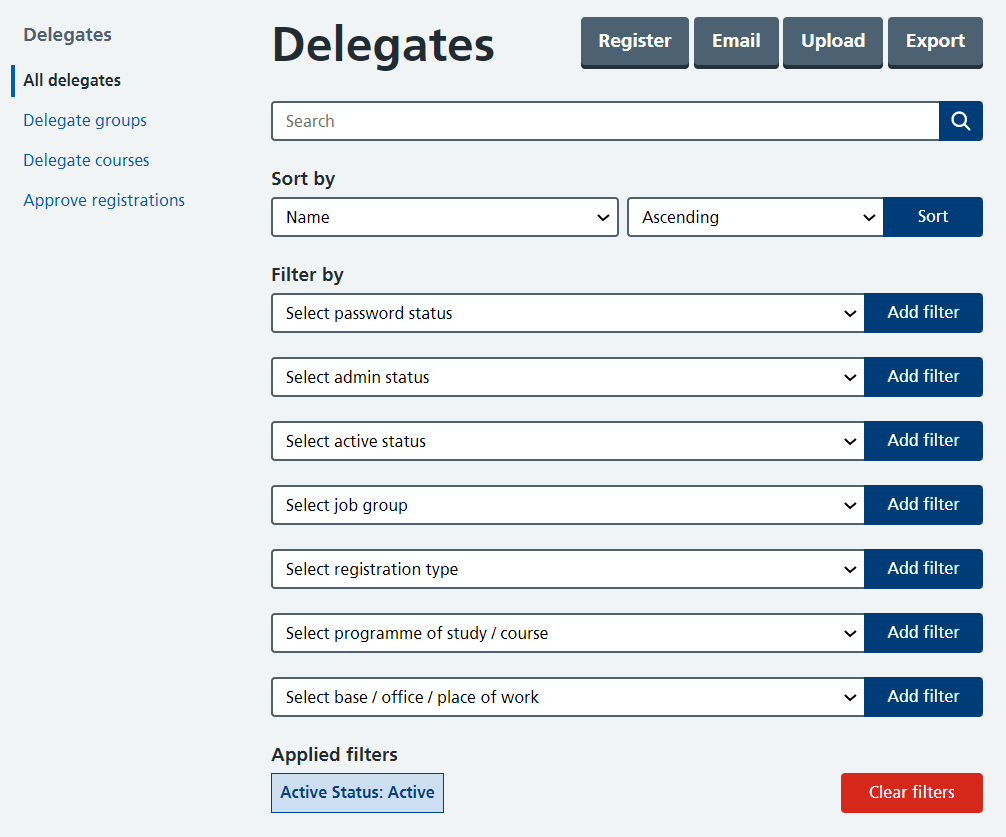 Delegates
All delegates
Delegate groups
Delegate courses
Approve registrations
Delegates
Register
Email
Upload
Export
Search
Sort by
Name
Ascending
Sort
Filter by
Select password status
Add filter
Select admin status
Add filter
Select active status
Add filter
Select job group
Add filter
Select registration type
Add filter
Select programme of study / course
Add filter
Select base / office / place of work
Add filter
Applied filters
Active Status: Active
Clear filters